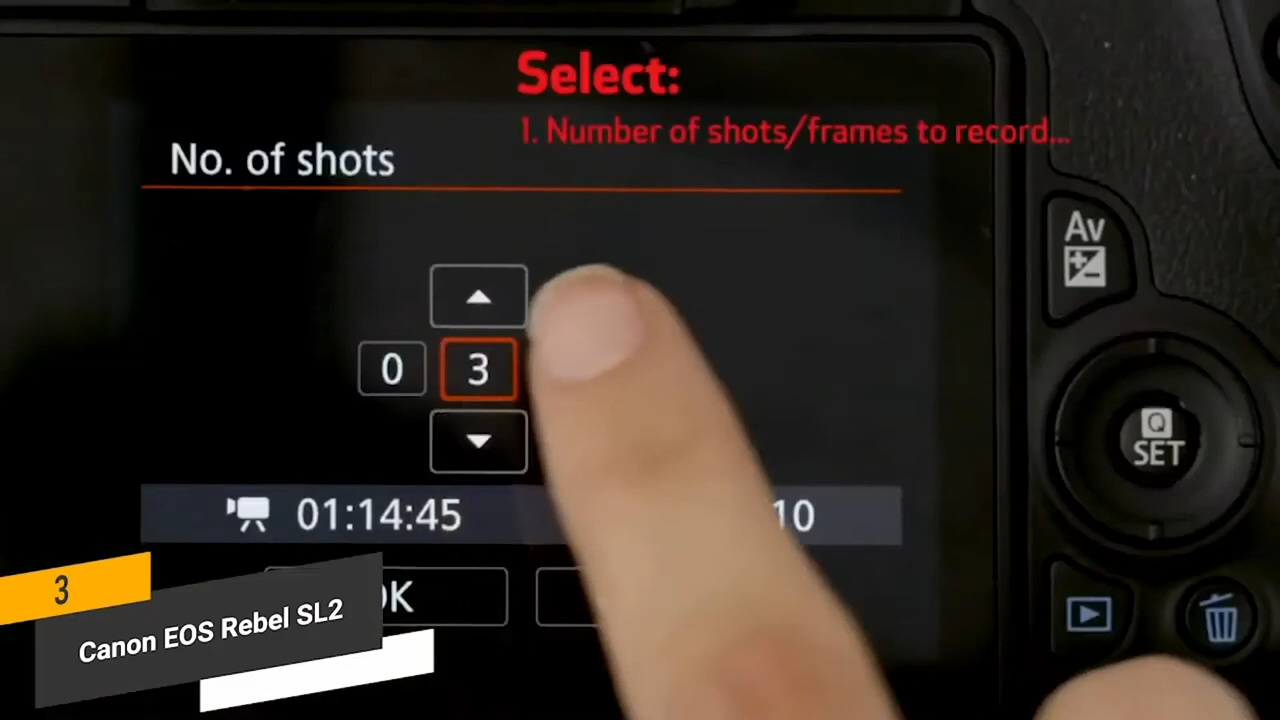 Select:
1. Number of shots/frames to record...
No. of shots
Av
0 3
Q
SET
01:14:45
10
OK
3
Canon EOS Rebel SL2